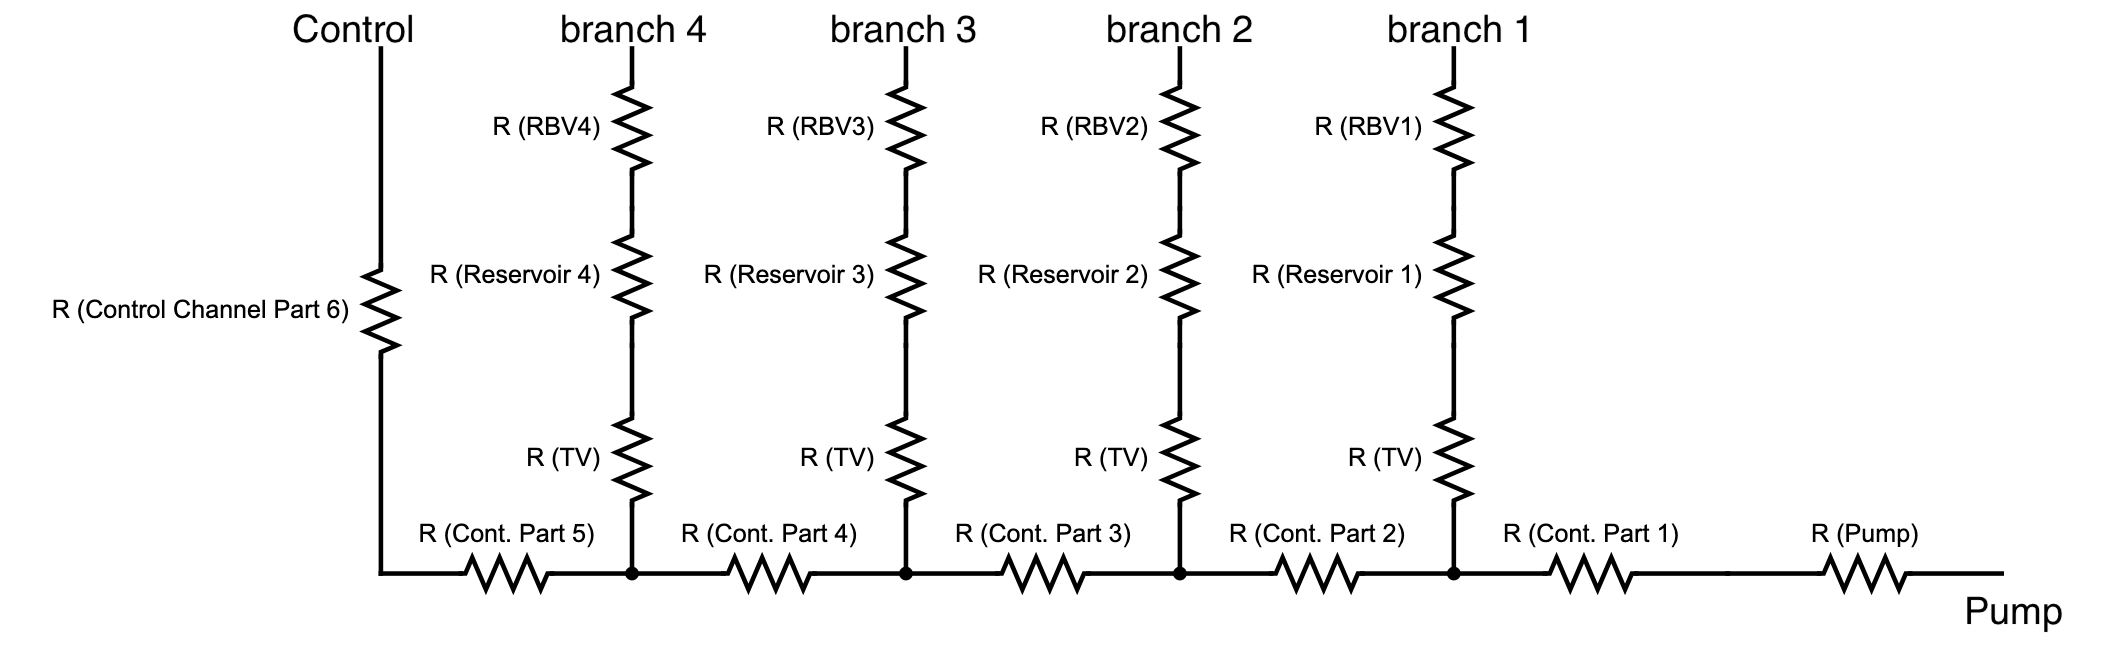 Control
branch 4
branch 3
branch 2
branch 1
R (RBV4)
R (RBV3)
R (RBV2)
R (RBV1)
R (Reservoir 4)
R (Reservoir 3)
R (Reservoir 2)
R (Reservoir 1)
R (Control Channel Part 6)
R (TV)
R (TV)
R (TV)
R (TV)
R (Cont. Part 5)
R (Cont. Part 4)
R (Cont. Part 3)
R (Cont. Part 2)
R (Cont. Part 1)
R (Pump)
Pump